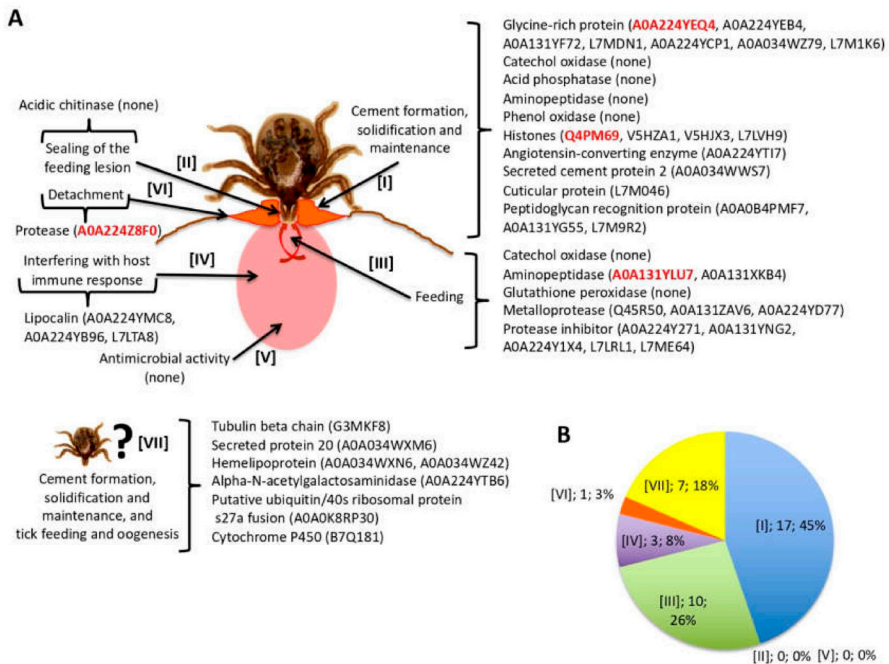 A
Glycine-rich protein (A0A224YEQ4, A0A224YEB4,
A0A131YF72, L7MDN1, A0A224YCP1, A0A034WZ79, L7M1K6)
Catechol oxidase (none)
Acid phosphatase (none)
Aminopeptidase (none)
Phenol oxidase (none)
Histones (Q4PM69, V5HZA1, V5HJX3, L7LVH9)
Angiotensin-converting enzyme (A0A224YTI7)
Secreted cement protein 2 (A0A034WWS7)
Cuticular protein (L7M046)
Peptidoglycan recognition protein (A0A0B4PMF7,
A0A131YG55, L7M9R2)
Cement formation,
solidification and
maintenance
[I]
Acidic chitinase (none)
Sealing of the
feeding lesion
[II]
Detachment
[VI]
Protease (A0A224Z8F0)
Interfering with host
immune response
[IV]
Lipocalin (A0A224YMC8,
A0A224YB96, L7LTA8)
Antimicrobial activity
(none)
[V]
[III]
Feeding
Catechol oxidase (none)
Aminopeptidase (A0A131YLU7, A0A131XKB4)
Glutathione peroxidase (none)
Metalloprotease (Q45R50, A0A131ZAV6, A0A224YD77)
Protease inhibitor (A0A224Y271, A0A131YNG2,
A0A224Y1X4, L7LRL1, L7ME64)
? [VII]
Cement formation,
solidification and
maintenance, and
tick feeding and oogenesis
Tubulin beta chain (G3MKF8)
Secreted protein 20 (A0A034WXM6)
Hemelipoprotein (A0A034WXN6, A0A034WZ42)
Alpha-N-acetylgalactosaminidase (A0A224YTB6)
Putative ubiquitin/40s ribosomal protein
s27a fusion (A0A0K8RP30)
Cytochrome P450 (B7Q181)
B
[VII]; 7; 18%
[VI]; 1; 3%
[I]; 17; 45%
[IV]; 3; 8%
[III]; 10;
26%
[II]; 0; 0% [V]; 0; 0%